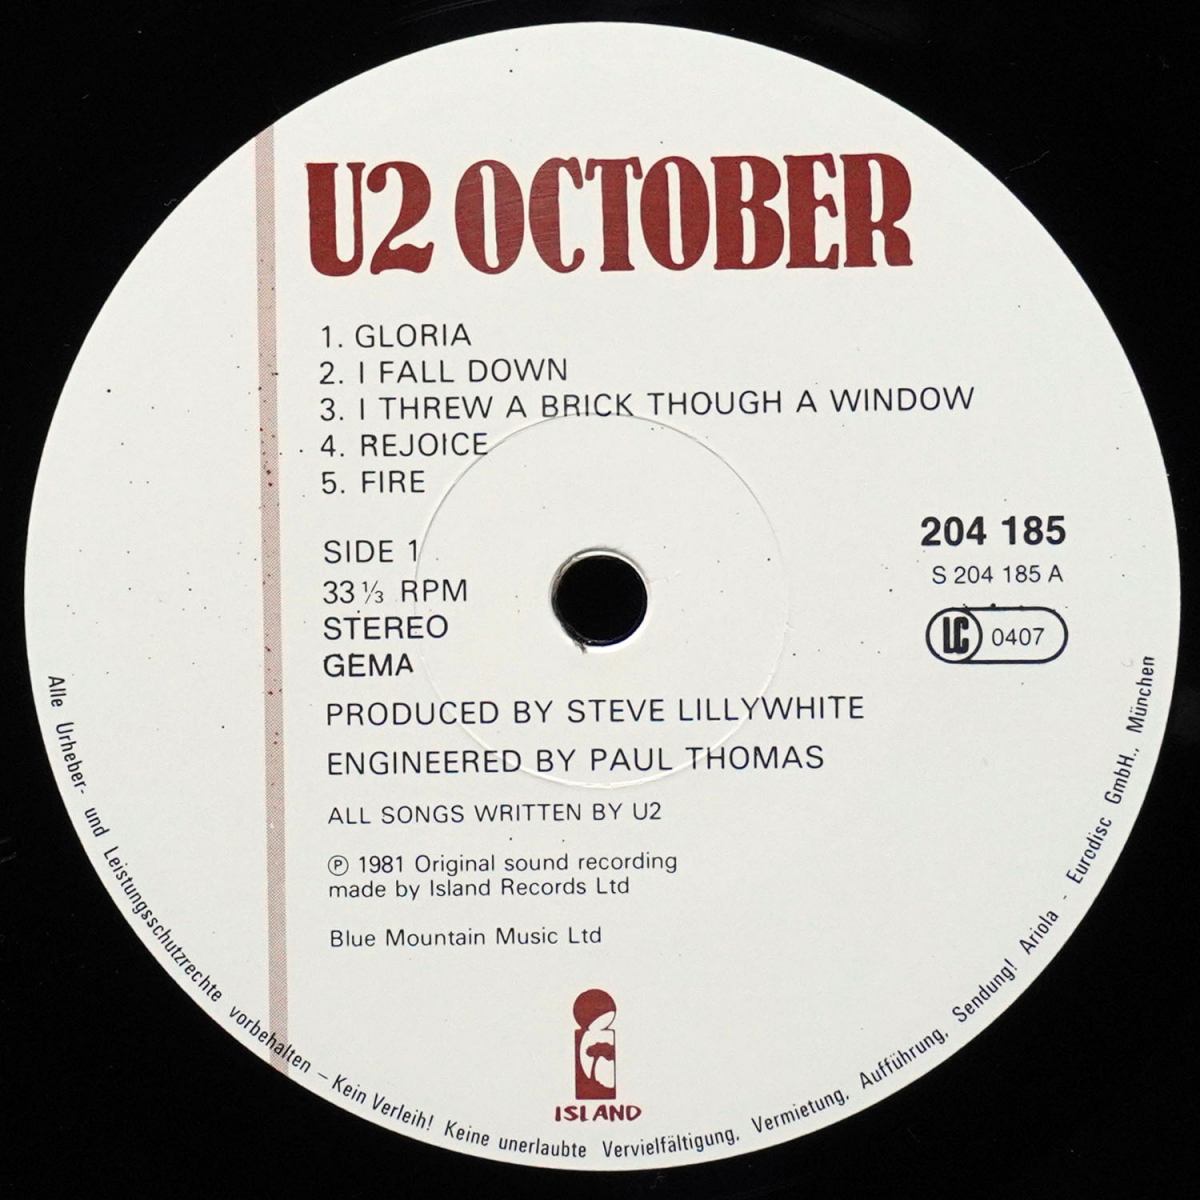 U2 OCTOBER
1. GLORIA
2. I FALL DOWN
3. I THREW A BRICK THOUGH A WINDOW
4. REJOICE
5. FIRE
SIDE 1
33⅓ RPM
STEREO
GEMA
204 185
S 204 185 A
LC 0407
PRODUCED BY STEVE LILLYWHITE
ENGINEERED BY PAUL THOMAS
ALL SONGS WRITTEN BY U2
℗ 1981 Original sound recording
made by Island Records Ltd
Blue Mountain Music Ltd
ISLAND
Alle Urheber- und Leistungsschutzrechte vorbehalten – Kein Verleih! Keine unerlaubte Vervielfältigung, Vermietung, Aufführung, Sendung! Ariola - Eurodisc GmbH., München